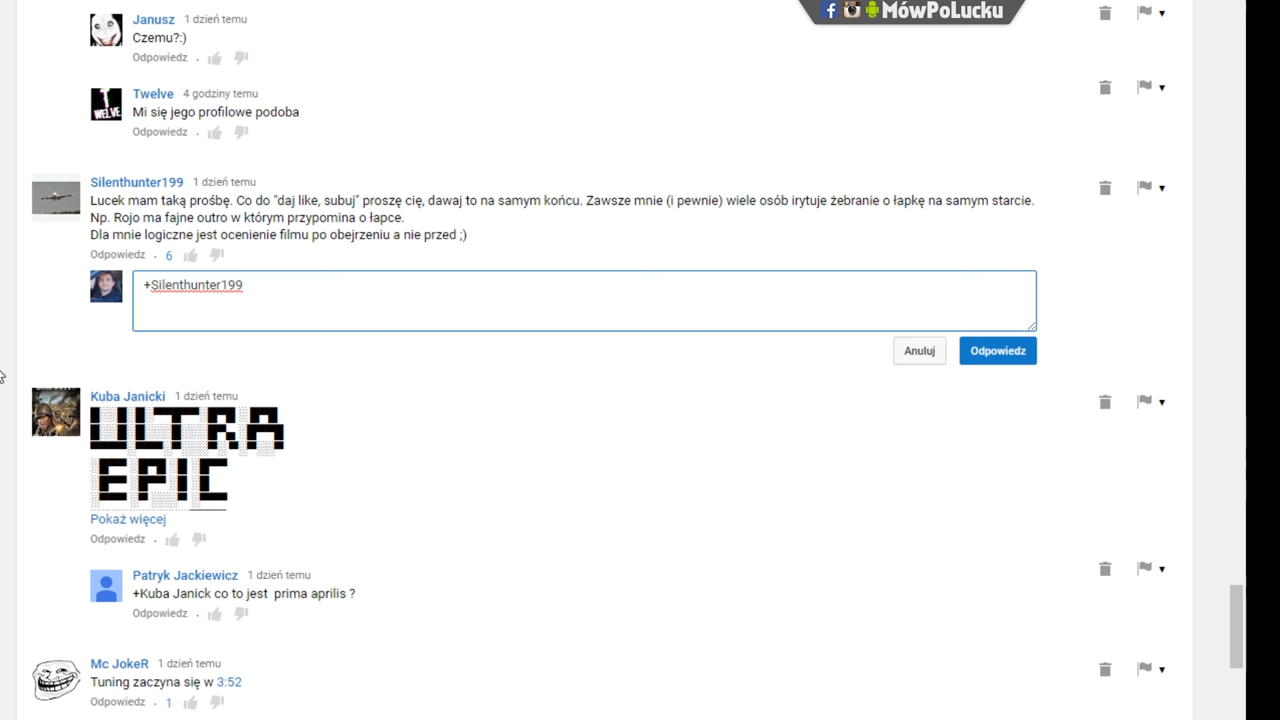 MówPoLucku
Janusz 1 dzień temu
Czemu?:)
Odpowiedz .
Twelve 4 godziny temu
T
WELVE
Mi się jego profilowe podoba
Odpowiedz .
Silenthunter199 1 dzień temu
Lucek mam taką prośbę. Co do "daj like, subuj" proszę cię, dawaj to na samym końcu. Zawsze mnie (i pewnie) wiele osób irytuje żebranie o łapkę na samym starcie.
Np. Rojo ma fajne outro w którym przypomina o łapce.
Dla mnie logiczne jest ocenienie filmu po obejrzeniu a nie przed ;)
Odpowiedz . 6
+Silenthunter199
Anuluj Odpowiedz
Kuba Janicki 1 dzień temu
ULTRA
EPIC
Pokaż więcej
Odpowiedz .
Patryk Jackiewicz 1 dzień temu
+Kuba Janick co to jest prima aprilis ?
Odpowiedz .
Mc JokeR 1 dzień temu
Tuning zaczyna się w 3:52
Odpowiedz . 1